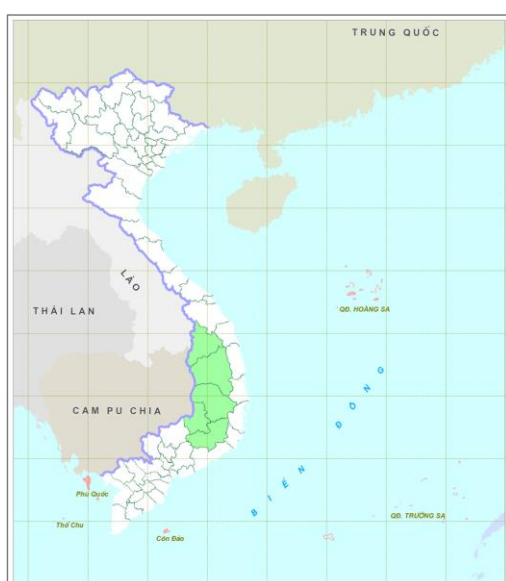 TRUNG QUỐC
LÀO
QĐ. HOÀNG SA
THÁI LAN
CAM PU CHIA
BIỂN ĐÔNG
Phú Quốc
QĐ. TRƯỜNG SA
Thổ Chu
Côn Đảo